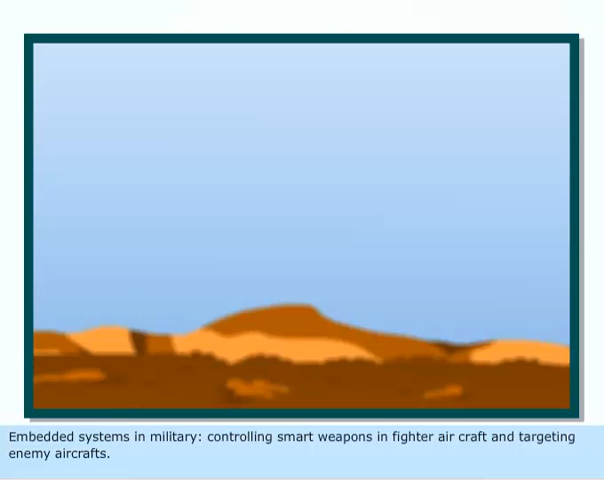 Embedded systems in military: controlling smart weapons in fighter air craft and targeting
enemy aircrafts.